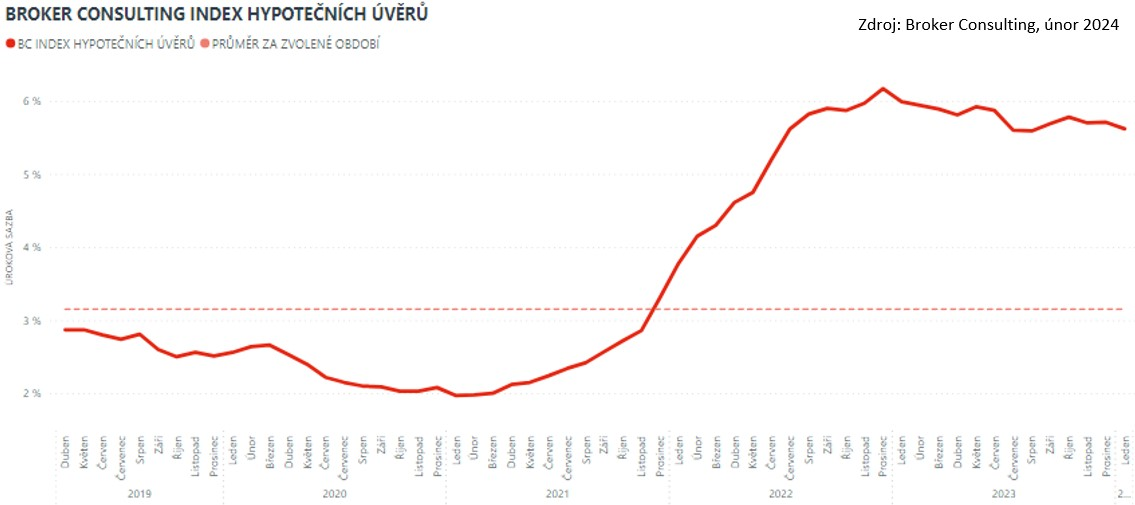 BROKER CONSULTING INDEX HYPOTEČNÍCH ÚVĚRŮ
Zdroj: Broker Consulting, únor 2024
BC INDEX HYPOTEČNÍCH ÚVĚRŮ PRŮMĚR ZA ZVOLENÉ OBDOBÍ
6 %
5 %
4 %
3 %
2 %
ÚROKOVÁ SAZBA
Duben Květen Červen Červenec Srpen Září Říjen Listopad Prosinec Leden Únor Březen Duben Květen Červen Červenec Srpen Září Říjen Listopad Prosinec Leden Únor Březen Duben Květen Červen Červenec Srpen Září Říjen Listopad Prosinec Leden Únor Březen Duben Květen Červen Červenec Srpen Září Říjen Listopad Prosinec Leden Únor Březen Duben Květen Červen Červenec Srpen Září Říjen Listopad Prosinec Leden
2019 2020 2021 2022 2023 2...